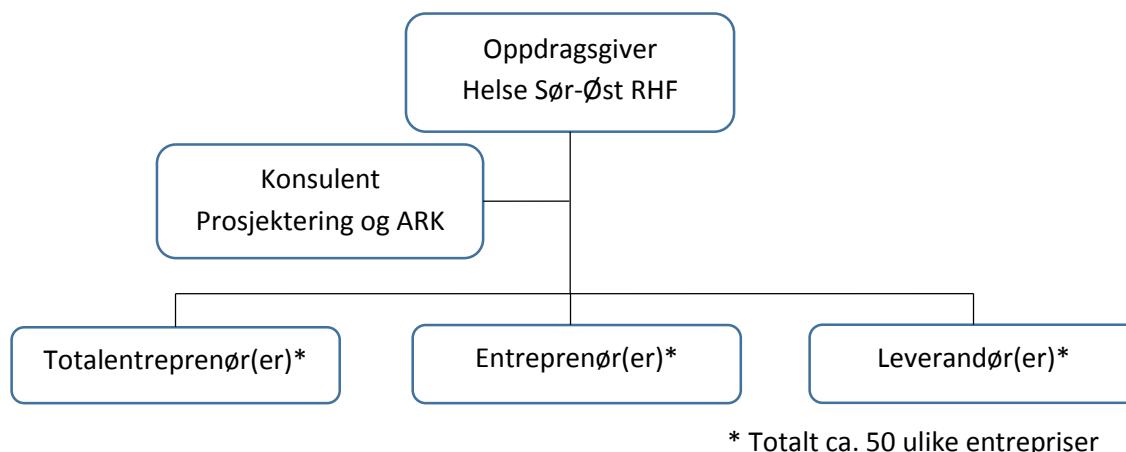 Oppdragsgiver
Helse Sør-Øst RHF
Konsulent
Prosjektering og ARK
Totalentreprenør(er)*
Entreprenør(er)*
Leverandør(er)*
* Totalt ca. 50 ulike entrepriser